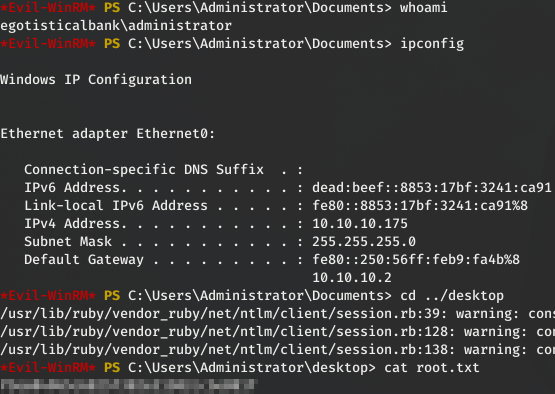 *Evil-WinRM* PS C:\Users\Administrator\Documents> whoami
egotisticalbank\administrator
*Evil-WinRM* PS C:\Users\Administrator\Documents> ipconfig
Windows IP Configuration
Ethernet adapter Ethernet0:
Connection-specific DNS Suffix  . :
IPv6 Address. . . . . . . . . . . : dead:beef::8853:17bf:3241:ca91
Link-local IPv6 Address . . . . . : fe80::8853:17bf:3241:ca91%8
IPv4 Address. . . . . . . . . . . : 10.10.10.175
Subnet Mask . . . . . . . . . . . : 255.255.255.0
Default Gateway . . . . . . . . . : fe80::250:56ff:feb9:fa4b%8
10.10.10.2
*Evil-WinRM* PS C:\Users\Administrator\Documents> cd ../desktop
/usr/lib/ruby/vendor_ruby/net/ntlm/client/session.rb:39: warning: cons
/usr/lib/ruby/vendor_ruby/net/ntlm/client/session.rb:128: warning: con
/usr/lib/ruby/vendor_ruby/net/ntlm/client/session.rb:138: warning: con
*Evil-WinRM* PS C:\Users\Administrator\desktop> cat root.txt